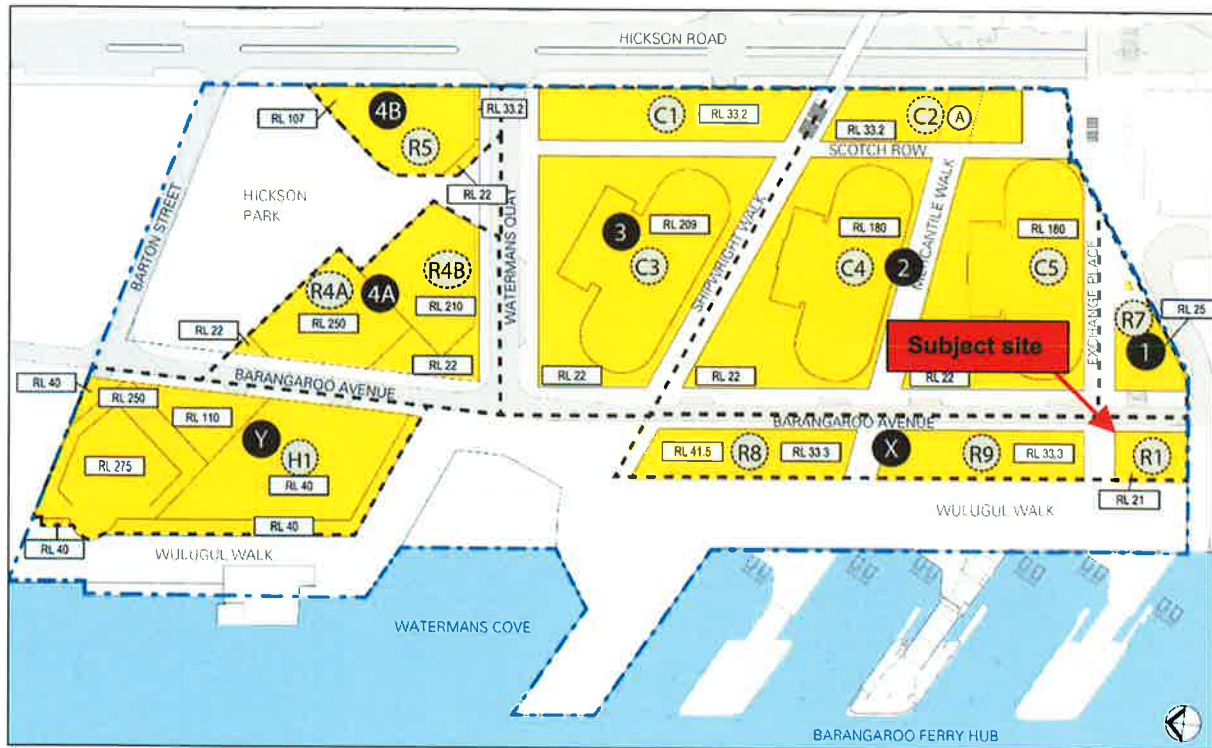 HICKSON ROAD
RL 107
4B
RL 33.2
R5
RL 22
C1
RL 33.2
RL 33.2
C2
A
SCOTCH ROW
BARTON STREET
HICKSON
PARK
WATERMANS QUAY
3
RL 209
C3
SHIPWRIGHT WALK
RL 180
C4
2
MERCANTILE WALK
RL 180
C5
EXCHANGE PLACE
R4B
R4A
4A
RL 210
RL 250
RL 22
RL 22
RL 22
RL 22
RL 22
R7
RL 25
1
Subject site
BARANGAROO AVENUE
BARANGAROO AVENUE
RL 40
RL 250
RL 110
RL 275
Y
H1
RL 40
RL 40
RL 40
WULUGUL WALK
RL 41.5
R8
RL 33.3
X
R9
RL 33.3
R1
RL 21
WULUGUL WALK
WATERMANS COVE
BARANGAROO FERRY HUB